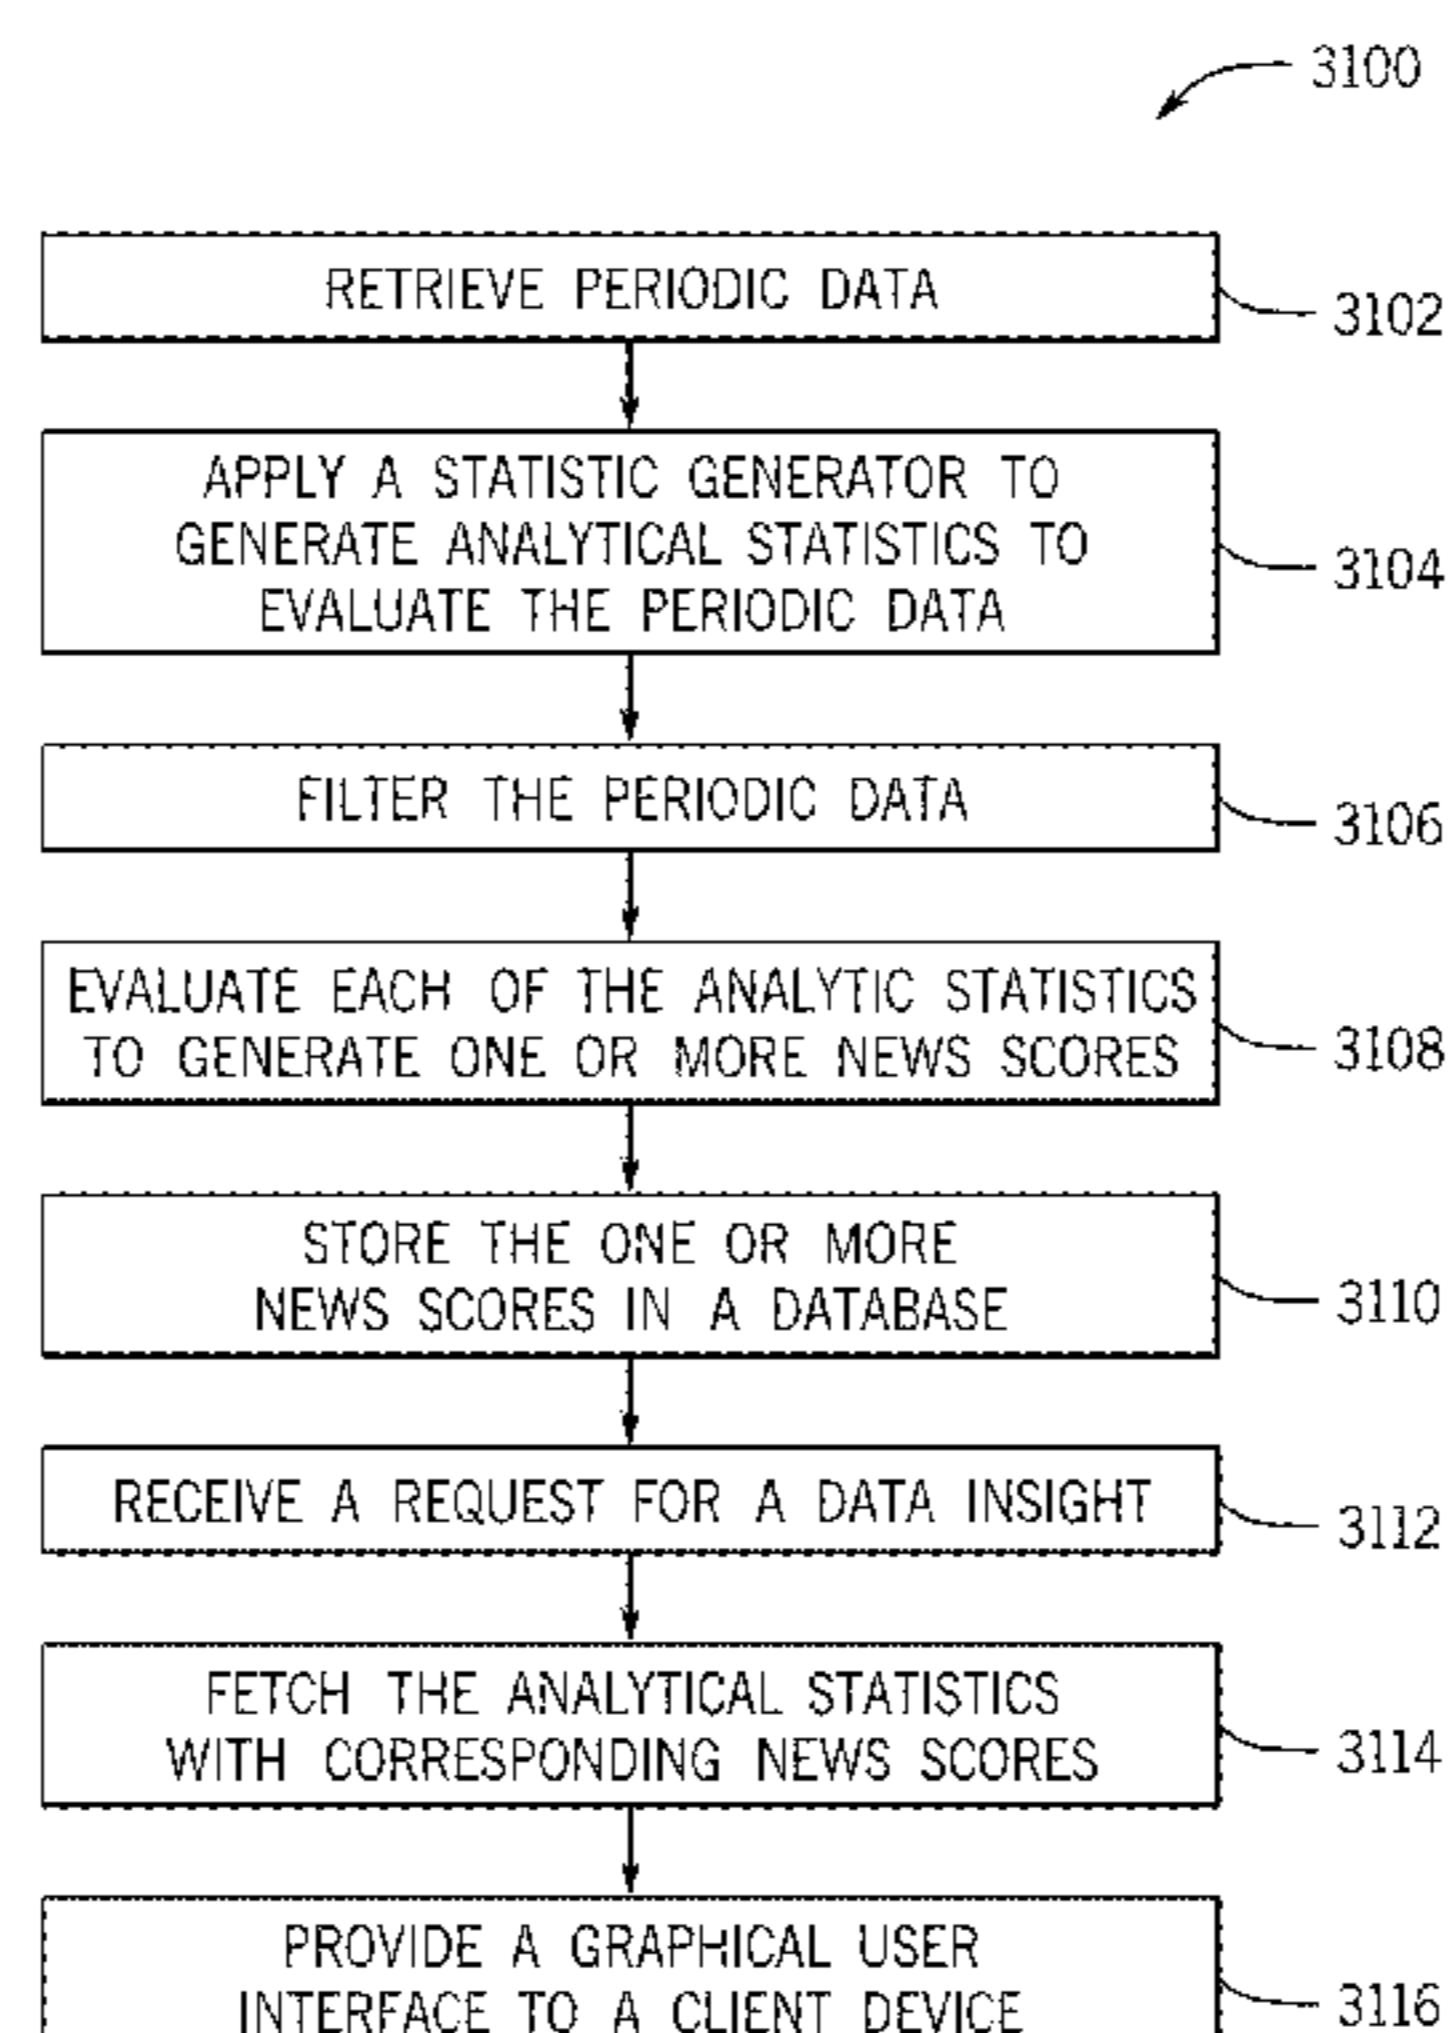 3100
RETRIEVE PERIODIC DATA
3102
APPLY A STATISTIC GENERATOR TO
GENERATE ANALYTICAL STATISTICS TO
EVALUATE THE PERIODIC DATA
3104
FILTER THE PERIODIC DATA
3106
EVALUATE EACH OF THE ANALYTIC STATISTICS
TO GENERATE ONE OR MORE NEWS SCORES
3108
STORE THE ONE OR MORE
NEWS SCORES IN A DATABASE
3110
RECEIVE A REQUEST FOR A DATA INSIGHT
3112
FETCH THE ANALYTICAL STATISTICS
WITH CORRESPONDING NEWS SCORES
3114
PROVIDE A GRAPHICAL USER
INTERFACE TO A CLIENT DEVICE
3116